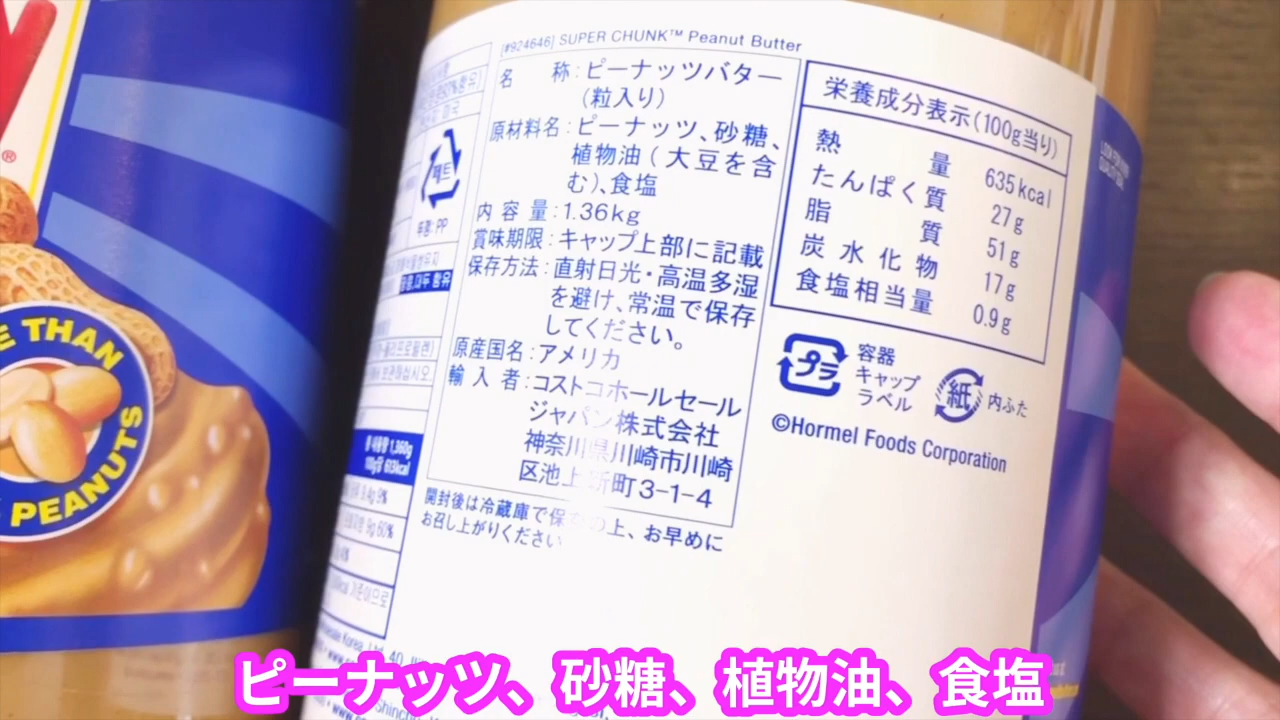 ®
E THAN
PEANUTS
[#924646] SUPER CHUNK™ Peanut Butter
名 称:ピーナッツバター
(粒入り)
原材料名:ピーナッツ、砂糖、
植物油(大豆を含
む)、食塩
内容量:1.36kg
賞味期限:キャップ上部に記載
保存方法:直射日光・高温多湿
を避け、常温で保存
してください。
原産国名:アメリカ
輸入者:コストコホールセール
ジャパン株式会社
神奈川県川崎市川崎
区池上新町3-1-4
開封後は冷蔵庫で保存の上、お早めに
お召し上がりください
栄養成分表示(100g当り)
熱量 635kcal
たんぱく質 27g
脂質 51g
炭水化物 17g
食塩相当量 0.9g
プラ
容器
キャップ
ラベル
紙
内ふた
©Hormel Foods Corporation
페트
뚜껑: PP
총 내용량 1,360g
ピーナッツ、砂糖、植物油、食塩